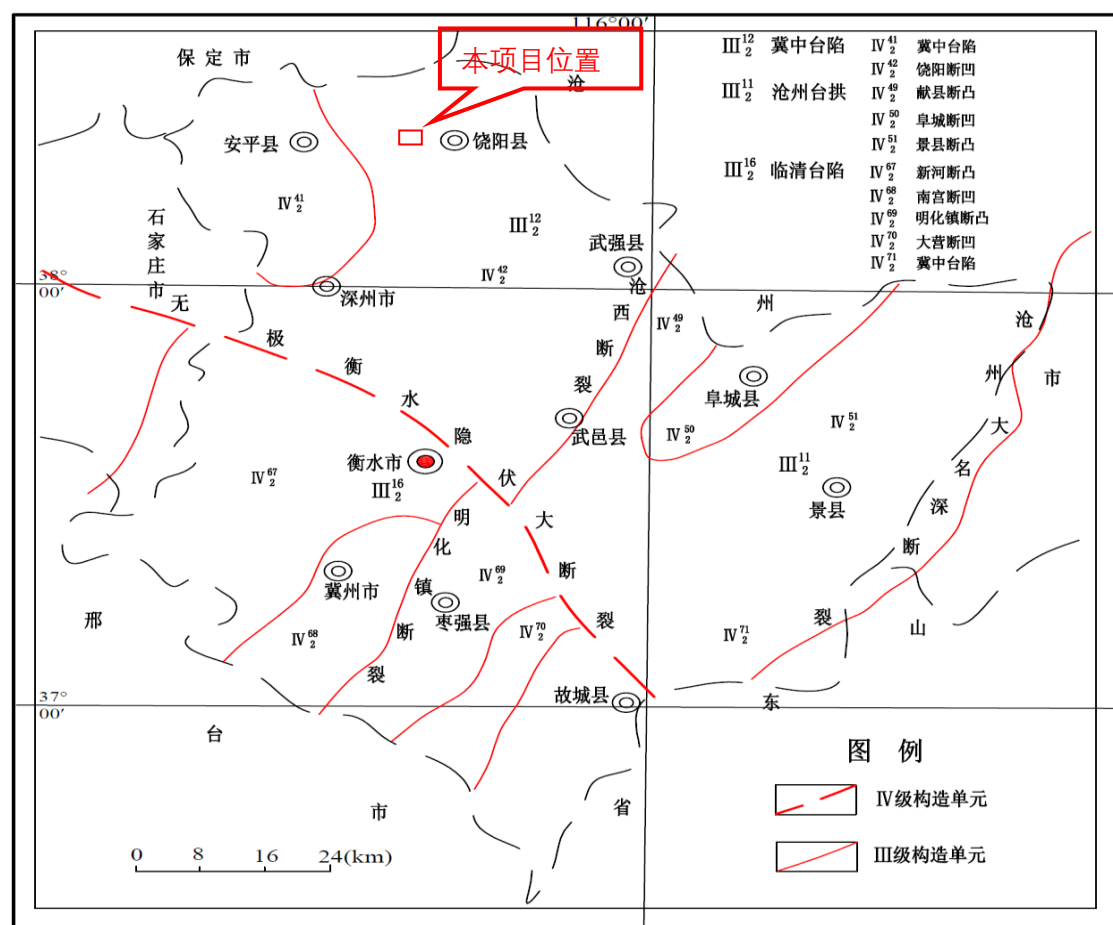 116°00′
保定市
本项目位置
沧
Ⅲ₂¹² 冀中台陷
Ⅳ₂⁴¹ 冀中台陷
Ⅳ₂⁴² 饶阳断凹
Ⅲ₂¹¹ 沧州台拱
Ⅳ₂⁴⁹ 献县断凸
Ⅳ₂⁵⁰ 阜城断凹
Ⅳ₂⁵¹ 景县断凸
Ⅲ₂¹⁶ 临清台陷
Ⅳ₂⁶⁷ 新河断凸
Ⅳ₂⁶⁸ 南宫断凹
Ⅳ₂⁶⁹ 明化镇断凸
Ⅳ₂⁷⁰ 大营断凹
Ⅳ₂⁷¹ 冀中台陷
安平县
饶阳县
Ⅳ₂⁴¹
Ⅲ₂¹²
石家庄市
武强县
38°00′
Ⅳ₂⁴²
深州市
沧西断裂
Ⅳ₂⁴⁹
州
沧州市
无极衡水隐伏大断裂
阜城县
武邑县
Ⅳ₂⁵⁰
Ⅳ₂⁵¹
大名深断裂
衡水市
Ⅳ₂⁶⁷
Ⅲ₂¹⁶
Ⅲ₂¹¹
景县
明化镇断裂
冀州市
Ⅳ₂⁶⁹
枣强县
Ⅳ₂⁶⁸
Ⅳ₂⁷⁰
Ⅳ₂⁷¹
邢台市
山东省
37°00′
故城县
图例
Ⅳ级构造单元
Ⅲ级构造单元
0 8 16 24(km)